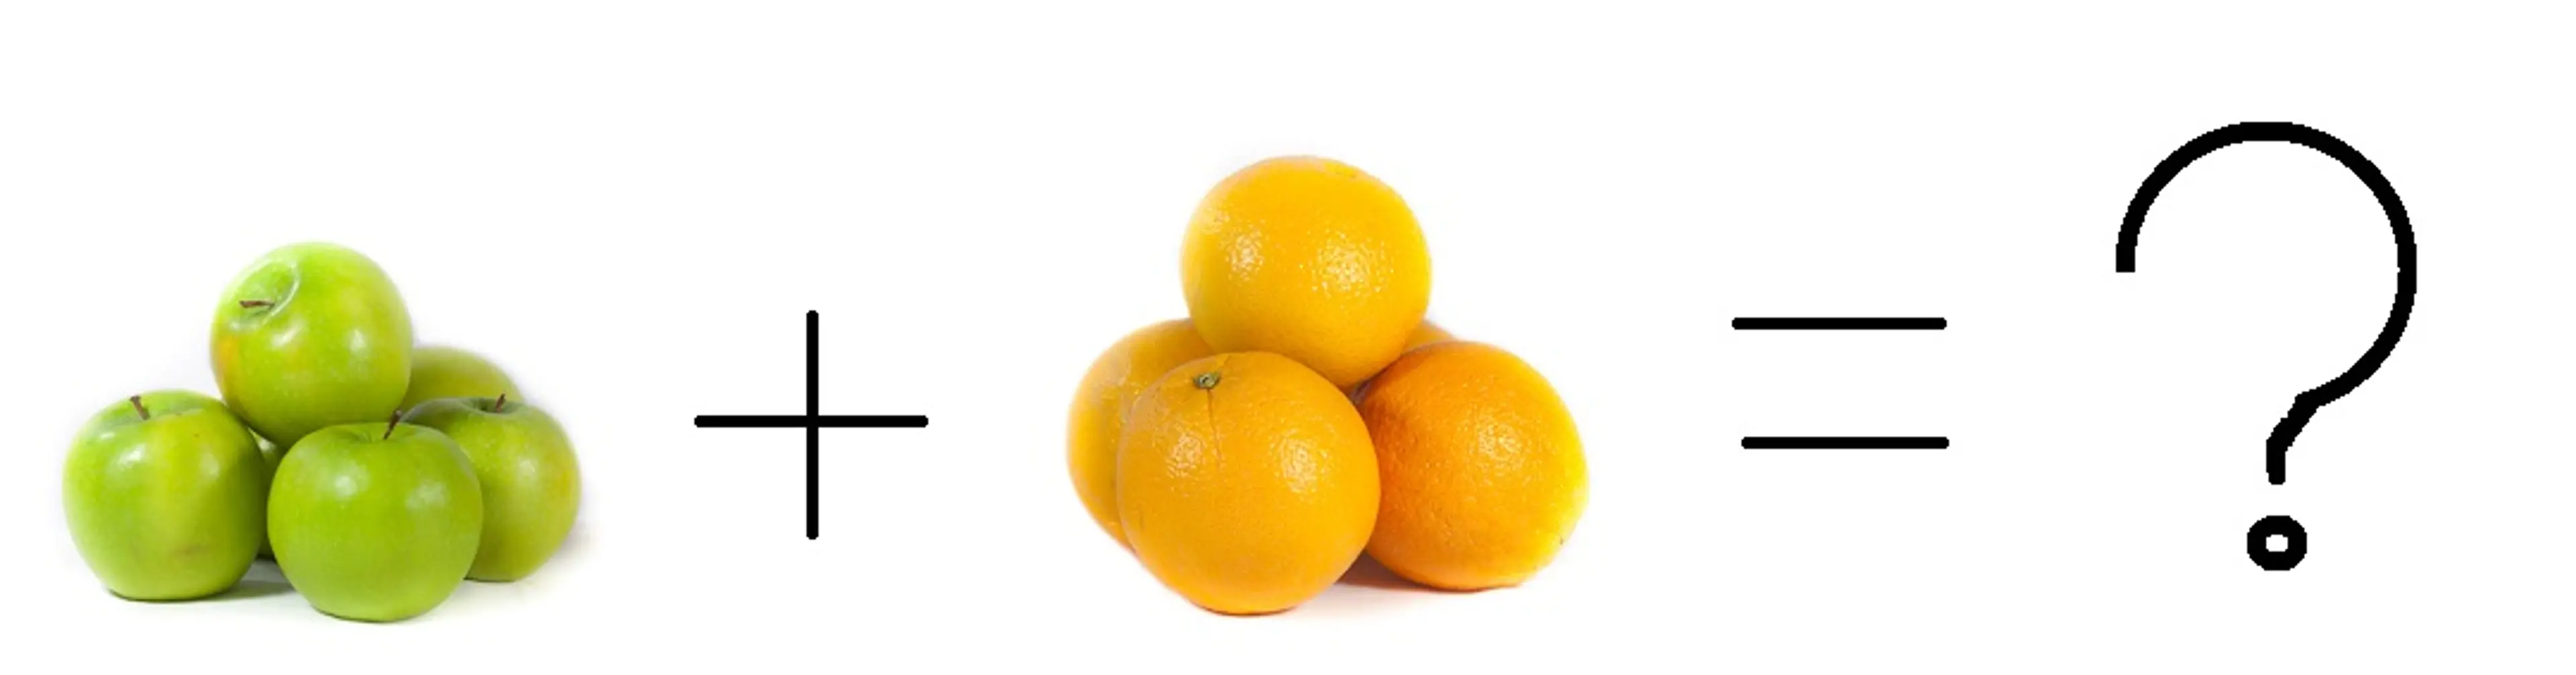 + = ?